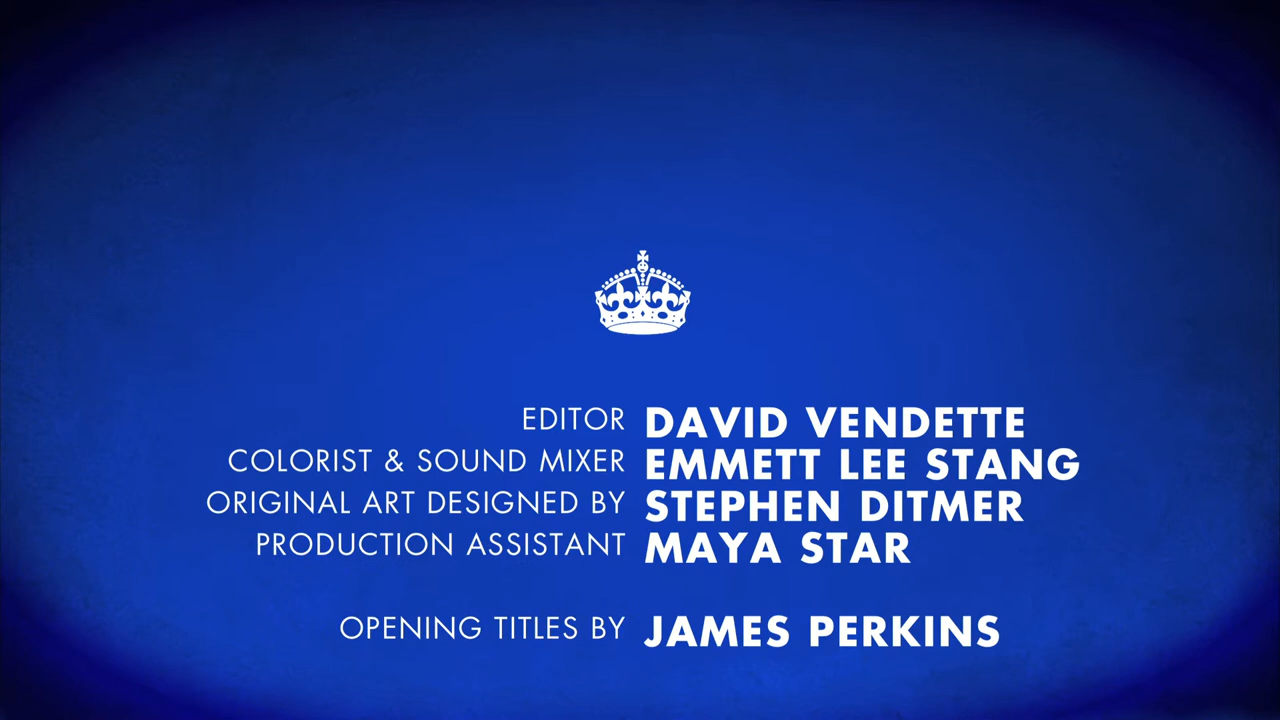 EDITOR DAVID VENDETTE
COLORIST & SOUND MIXER EMMETT LEE STANG
ORIGINAL ART DESIGNED BY STEPHEN DITMER
PRODUCTION ASSISTANT MAYA STAR
OPENING TITLES BY JAMES PERKINS